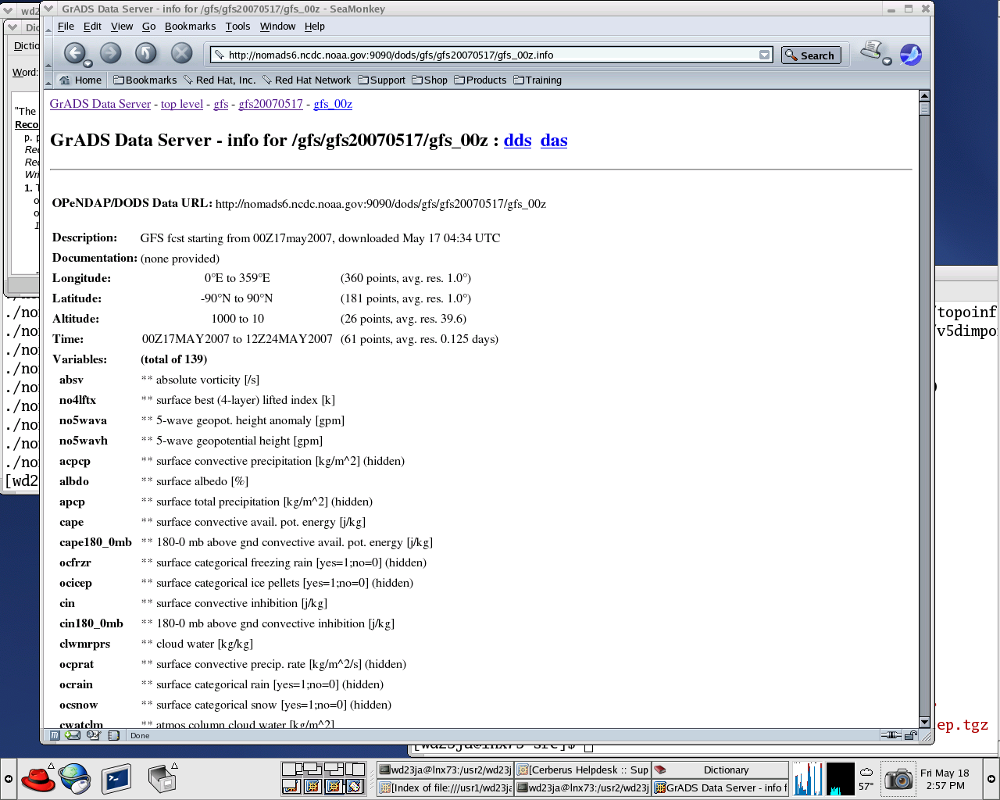 wd2
GrADS Data Server - info for /gfs/gfs20070517/gfs_00z - SeaMonkey
File Edit View Go Bookmarks Tools Window Help
http://nomads6.ncdc.noaa.gov:9090/dods/gfs/gfs20070517/gfs_00z.info Search
Home Bookmarks Red Hat, Inc. Red Hat Network Support Shop Products Training
Dic
Dictio
Word:
"The
Reco
p. p
Rec
Rec
Wri
1. T
o
o
1
GrADS Data Server - top level - gfs - gfs20070517 - gfs_00z
GrADS Data Server - info for /gfs/gfs20070517/gfs_00z : dds das
OPeNDAP/DODS Data URL: http://nomads6.ncdc.noaa.gov:9090/dods/gfs/gfs20070517/gfs_00z
Description: GFS fcst starting from 00Z17may2007, downloaded May 17 04:34 UTC
Documentation: (none provided)
Longitude: 0°E to 359°E (360 points, avg. res. 1.0°)
Latitude: -90°N to 90°N (181 points, avg. res. 1.0°)
Altitude: 1000 to 10 (26 points, avg. res. 39.6)
Time: 00Z17MAY2007 to 12Z24MAY2007 (61 points, avg. res. 0.125 days)
Variables: (total of 139)
absv ** absolute vorticity [/s]
no4lftx ** surface best (4-layer) lifted index [k]
no5wava ** 5-wave geopot. height anomaly [gpm]
no5wavh ** 5-wave geopotential height [gpm]
acpcp ** surface convective precipitation [kg/m^2] (hidden)
albdo ** surface albedo [%]
apcp ** surface total precipitation [kg/m^2] (hidden)
cape ** surface convective avail. pot. energy [j/kg]
cape180_0mb ** 180-0 mb above gnd convective avail. pot. energy [j/kg]
ocfrzr ** surface categorical freezing rain [yes=1;no=0] (hidden)
ocicep ** surface categorical ice pellets [yes=1;no=0] (hidden)
cin ** surface convective inhibition [j/kg]
cin180_0mb ** 180-0 mb above gnd convective inhibition [j/kg]
clwmrprs ** cloud water [kg/kg]
ocprat ** surface convective precip. rate [kg/m^2/s] (hidden)
ocrain ** surface categorical rain [yes=1;no=0] (hidden)
ocsnow ** surface categorical snow [yes=1;no=0] (hidden)
cwatclm ** atmos column cloud water [kg/m^2]
Done
./nor
./nor
./nor
./nor
./nor
./nor
./nor
./nor
./nor
[wd2
/topoinf
/v5dimpo
ep.tgz
[wd23ja@lnx73 src]$
wd23ja@lnx73:/usr2/wd23j [Cerberus Helpdesk :: Sup Dictionary
[Index of file:///usr1/wd23ja wd23ja@lnx73:/usr2/wd23j GrADS Data Server - info f
57°
Fri May 18
2:57 PM